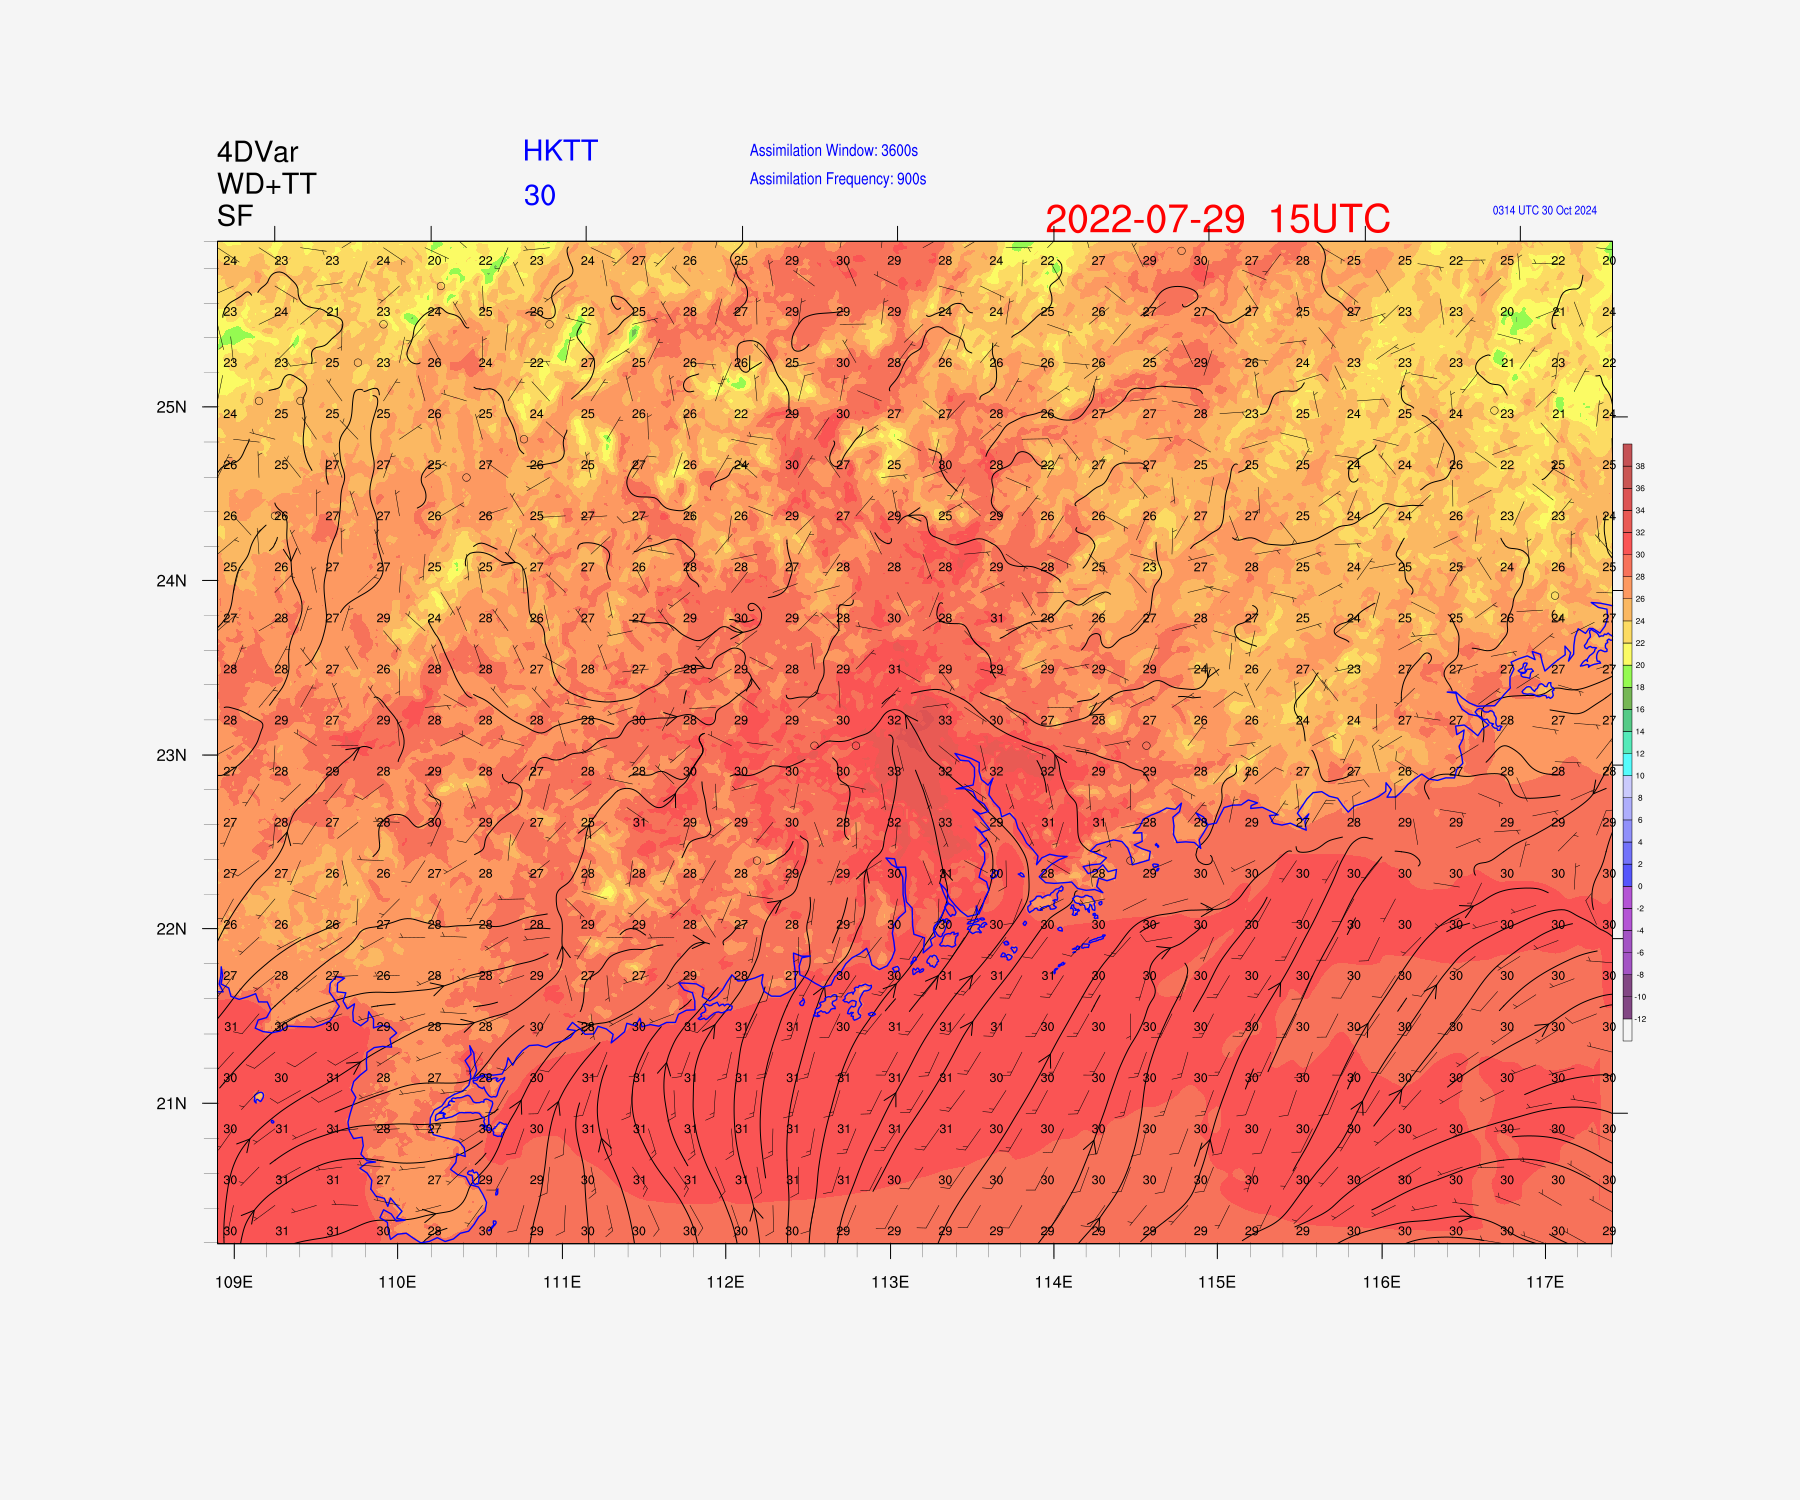 4DVar
HKTT
Assimilation Window: 3600s
WD+TT
30
Assimilation Frequency: 900s
SF
2022-07-29 15UTC
0314 UTC 30 Oct 2024
24 23 23 24 20 22 23 24 27 26 25 29 30 29 28 24 22 27 29 30 27 28 25 25 22 25 22 20
23 24 21 23 24 25 26 22 25 28 27 29 29 29 24 24 25 26 27 27 27 25 27 23 23 20 21 24
23 23 25 23 26 24 22 27 26 26 26 25 30 28 26 26 26 26 25 29 26 24 23 23 23 21 23 22
25N
24 25 25 25 26 25 24 25 26 26 22 29 30 27 27 28 26 27 27 28 23 25 24 25 24 23 21 24
26 25 27 27 25 27 26 25 27 26 24 30 27 25 30 28 22 27 27 25 25 25 24 24 26 22 25 25
26 26 27 27 26 26 25 27 27 26 26 29 27 29 25 29 26 26 26 27 27 25 24 24 26 23 23 24
24N
25 26 27 27 25 25 27 27 26 28 28 27 28 28 28 29 28 25 23 27 28 25 24 25 25 24 26 25
27 28 27 29 24 28 26 27 27 29 30 29 28 30 28 31 26 26 27 28 25 25 24 26 25 26 24 27
28 28 27 26 28 28 27 28 27 28 29 28 29 31 29 29 29 29 29 24 26 27 23 27 27 27 27 27
28 29 27 29 28 28 28 28 30 28 29 29 30 32 33 30 27 28 27 26 26 24 24 27 27 28 27 27
23N
27 28 29 28 29 28 27 28 28 30 30 30 30 33 32 32 32 29 29 28 26 27 27 26 27 28 28 28
27 28 27 28 30 29 27 25 31 29 29 30 28 32 33 29 31 31 28 28 29 27 28 29 29 29 29 29
27 27 26 26 27 28 27 28 28 28 28 29 29 30 31 30 28 28 29 30 30 30 30 30 30 30 30 30
22N
26 26 26 27 28 28 28 29 29 29 29 28 29 30 30 30 30 30 30 30 30 30 30 30 30 30 30 30
27 28 27 26 28 28 29 27 27 29 28 27 30 30 31 31 31 30 30 30 30 30 30 30 30 30 30 30
31 30 30 29 28 28 30 28 30 31 31 31 30 31 31 31 30 30 30 30 30 30 30 30 30 30 30 30
30 30 31 28 27 28 30 31 31 31 31 31 31 31 31 30 30 30 30 30 30 30 30 30 30 30 30 30
21N
30 31 31 28 27 30 30 31 31 31 31 31 31 31 30 30 30 30 30 30 30 30 30 30 30 30 30 30
30 31 31 27 27 29 29 30 31 31 31 31 31 30 30 30 30 30 30 30 30 30 30 30 30 30 30 30
30 31 31 30 28 30 29 30 30 30 30 30 29 29 29 29 29 29 29 29 29 29 30 30 30 30 30 29
109E 110E 111E 112E 113E 114E 115E 116E 117E
38
36
34
32
30
28
26
24
22
20
18
16
14
12
10
8
6
4
2
0
-2
-4
-6
-8
-10
-12